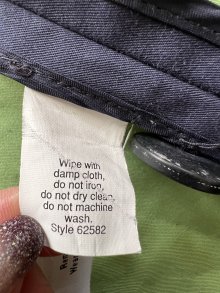 Wipe with
damp cloth,
do not iron,
do not dry clean,
do not machine
wash.
Style 62582